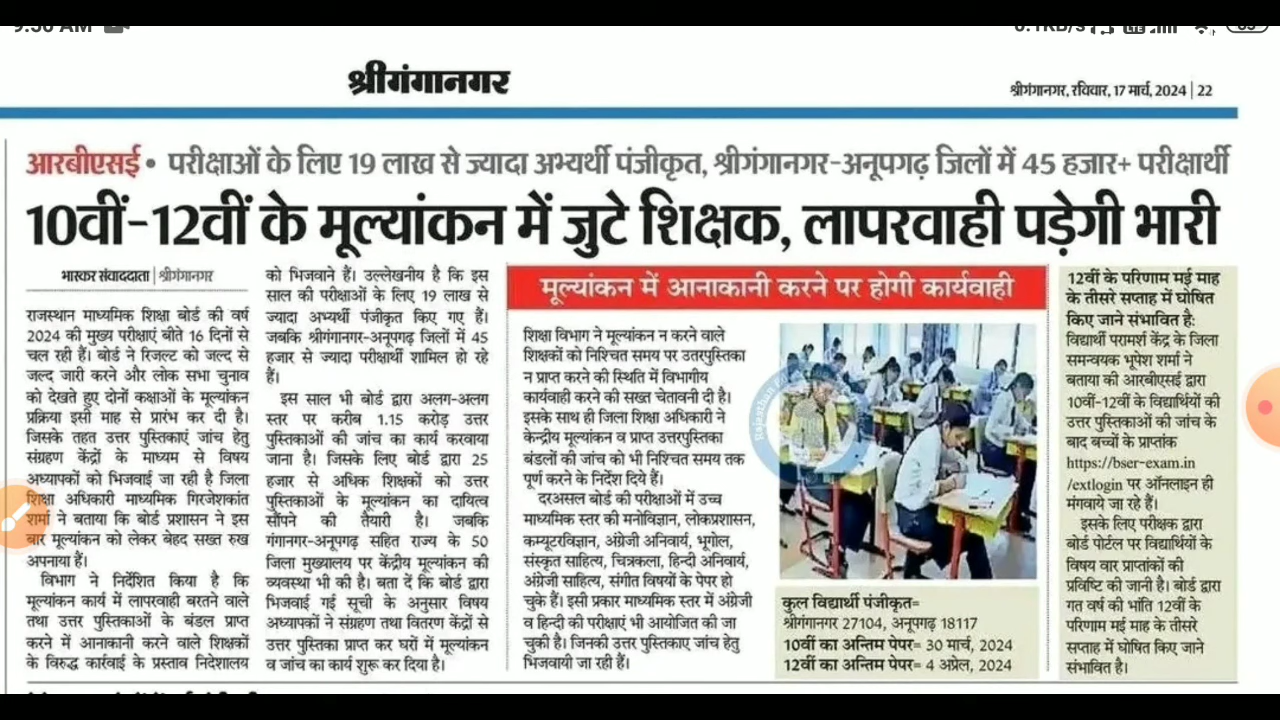 9:50 AM
श्रीगंगानगर
श्रीगंगानगर, रविवार, 17 मार्च, 2024 | 22
आरबीएसई • परीक्षाओं के लिए 19 लाख से ज्यादा अभ्यर्थी पंजीकृत, श्रीगंगानगर-अनूपगढ़ जिलों में 45 हजार+ परीक्षार्थी
10वीं-12वीं के मूल्यांकन में जुटे शिक्षक, लापरवाही पड़ेगी भारी
भास्कर संवाददाता | श्रीगंगानगर
राजस्थान माध्यमिक शिक्षा बोर्ड की वर्ष
2024 की मुख्य परीक्षाएं बीते 16 दिनों से
चल रही हैं। बोर्ड ने रिजल्ट को जल्द से
जल्द जारी करने और लोक सभा चुनाव
को देखते हुए दोनों कक्षाओं के मूल्यांकन
प्रक्रिया इसी माह से प्रारंभ कर दी है।
जिसके तहत उत्तर पुस्तिकाएं जांच हेतु
संग्रहण केंद्रों के माध्यम से विषय
अध्यापकों को भिजवाई जा रही है जिला
शिक्षा अधिकारी माध्यमिक गिरजेशकांत
शर्मा ने बताया कि बोर्ड प्रशासन ने इस
बार मूल्यांकन को लेकर बेहद सख्त रुख
अपनाया हैं।
विभाग ने निर्देशित किया है कि
मूल्यांकन कार्य में लापरवाही बरतने वाले
तथा उत्तर पुस्तिकाओं के बंडल प्राप्त
करने में आनाकानी करने वाले शिक्षकों
के विरुद्ध कार्रवाई के प्रस्ताव निदेशालय
को भिजवाने हैं। उल्लेखनीय है कि इस
साल की परीक्षाओं के लिए 19 लाख से
ज्यादा अभ्यर्थी पंजीकृत किए गए हैं।
जबकि श्रीगंगानगर-अनूपगढ़ जिलों में 45
हजार से ज्यादा परीक्षार्थी शामिल हो रहे
हैं।
इस साल भी बोर्ड द्वारा अलग-अलग
स्तर पर करीब 1.15 करोड़ उत्तर
पुस्तिकाओं की जांच का कार्य करवाया
जाना है। जिसके लिए बोर्ड द्वारा 25
हजार से अधिक शिक्षकों को उत्तर
पुस्तिकाओं के मूल्यांकन का दायित्व
सौंपने की तैयारी है। जबकि
गंगानगर-अनूपगढ़ सहित राज्य के 50
जिला मुख्यालय पर केंद्रीय मूल्यांकन की
व्यवस्था भी की है। बता दें कि बोर्ड द्वारा
भिजवाई गई सूची के अनुसार विषय
अध्यापकों ने संग्रहण तथा वितरण केंद्रों से
उत्तर पुस्तिका प्राप्त कर घरों में मूल्यांकन
व जांच का कार्य शुरू कर दिया है।
मूल्यांकन में आनाकानी करने पर होगी कार्यवाही
शिक्षा विभाग ने मूल्यांकन न करने वाले
शिक्षकों को निश्चित समय पर उतरपुस्तिका
न प्राप्त करने की स्थिति में विभागीय
कार्यवाही करने की सख्त चेतावनी दी है।
इसके साथ ही जिला शिक्षा अधिकारी ने
केन्द्रीय मूल्यांकन व प्राप्त उत्तरपुस्तिका
बंडलों की जांच को भी निश्चित समय तक
पूर्ण करने के निर्देश दिये हैं।
दरअसल बोर्ड की परीक्षाओं में उच्च
माध्यमिक स्तर की मनोविज्ञान, लोकप्रशासन,
कम्प्यूटरविज्ञान, अंग्रेजी अनिवार्य, भूगोल,
संस्कृत साहित्य, चित्रकला, हिन्दी अनिवार्य,
अंग्रेजी साहित्य, संगीत विषयों के पेपर हो
चुके हैं। इसी प्रकार माध्यमिक स्तर में अंग्रेजी
व हिन्दी की परीक्षाएं भी आयोजित की जा
चुकी है। जिनकी उत्तर पुस्तिकाए जांच हेतु
भिजवायी जा रही हैं।
कुल विद्यार्थी पंजीकृत=
श्रीगंगानगर 27104, अनूपगढ़ 18117
10वीं का अन्तिम पेपर= 30 मार्च, 2024
12वीं का अन्तिम पेपर= 4 अप्रेल, 2024
12वीं के परिणाम मई माह
के तीसरे सप्ताह में घोषित
किए जाने संभावित है:
विद्यार्थी परामर्श केंद्र के जिला
समन्वयक भूपेश शर्मा ने
बताया की आरबीएसई द्वारा
10वीं-12वीं के विद्यार्थियों की
उत्तर पुस्तिकाओं की जांच के
बाद बच्चों के प्राप्तांक
https://bser-exam.in
/extlogin पर ऑनलाइन ही
मंगवाये जा रहे हैं।
इसके लिए परीक्षक द्वारा
बोर्ड पोर्टल पर विद्यार्थियों के
विषय वार प्राप्तांकों की
प्रविष्टि की जानी है। बोर्ड द्वारा
गत वर्ष की भांति 12वीं के
परिणाम मई माह के तीसरे
सप्ताह में घोषित किए जाने
संभावित है।